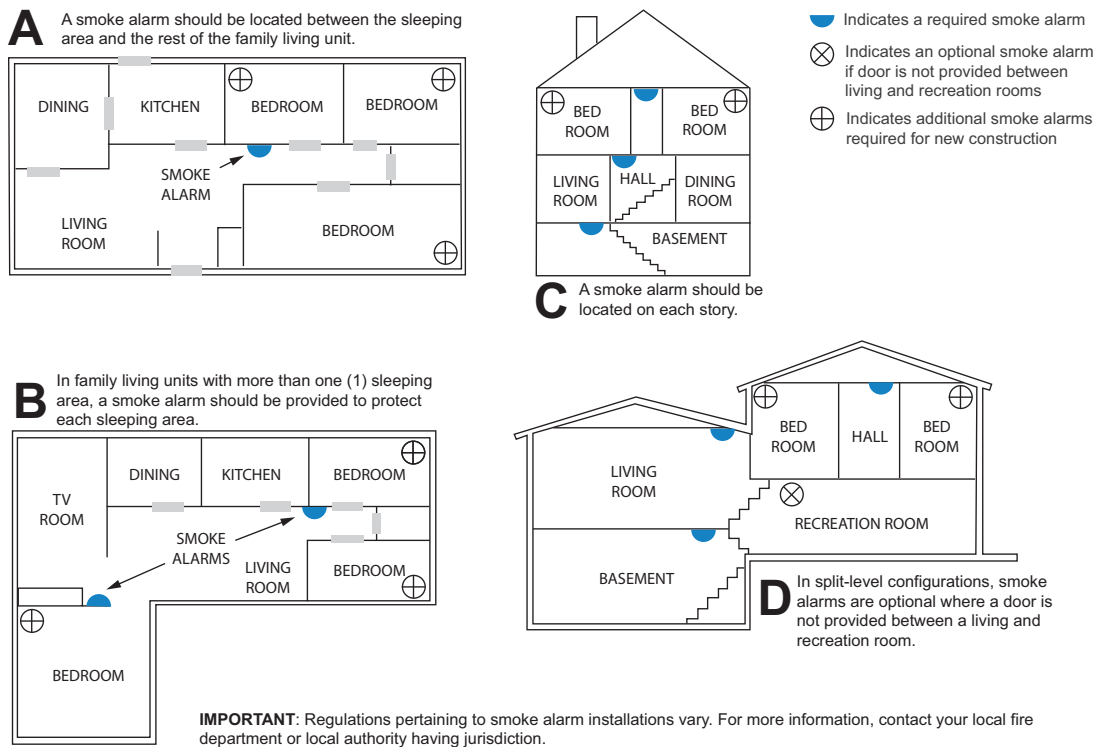 A
A smoke alarm should be located between the sleeping
area and the rest of the family living unit.
DINING
KITCHEN
BEDROOM
BEDROOM
SMOKE
ALARM
LIVING
ROOM
BEDROOM
BED
ROOM
BED
ROOM
LIVING
ROOM
HALL
DINING
ROOM
BASEMENT
C
A smoke alarm should be
located on each story.
Indicates a required smoke alarm
Indicates an optional smoke alarm
if door is not provided between
living and recreation rooms
Indicates additional smoke alarms
required for new construction
B
In family living units with more than one (1) sleeping
area, a smoke alarm should be provided to protect
each sleeping area.
TV
ROOM
DINING
KITCHEN
BEDROOM
SMOKE
ALARMS
LIVING
ROOM
BEDROOM
BEDROOM
LIVING
ROOM
BED
ROOM
HALL
BED
ROOM
RECREATION ROOM
BASEMENT
D
In split-level configurations, smoke
alarms are optional where a door is
not provided between a living and
recreation room.
IMPORTANT: Regulations pertaining to smoke alarm installations vary. For more information, contact your local fire
department or local authority having jurisdiction.